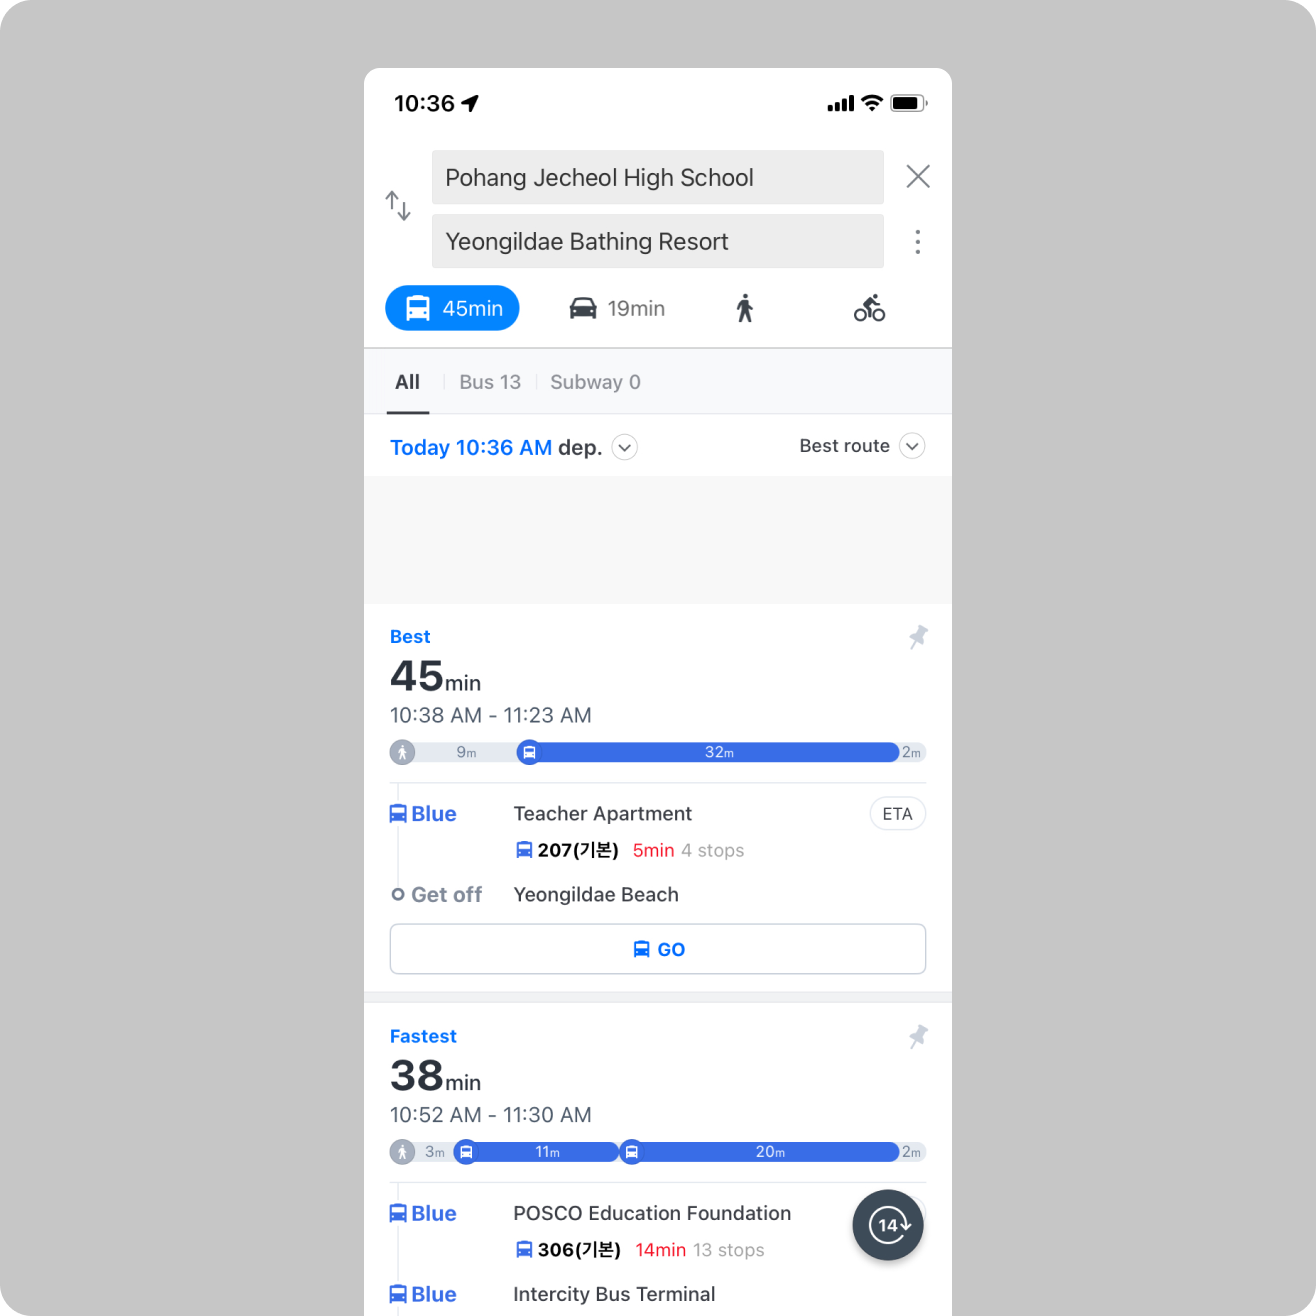 10:36
Pohang Jecheol High School
Yeongildae Bathing Resort
45min 19min
All Bus 13 Subway 0
Today 10:36 AM dep. Best route
Best
45min
10:38 AM - 11:23 AM
9m 32m 2m
Blue Teacher Apartment ETA
207(기본) 5min 4 stops
Get off Yeongildae Beach
GO
Fastest
38min
10:52 AM - 11:30 AM
3m 11m 20m 2m
Blue POSCO Education Foundation
14
306(기본) 14min 13 stops
Blue Intercity Bus Terminal